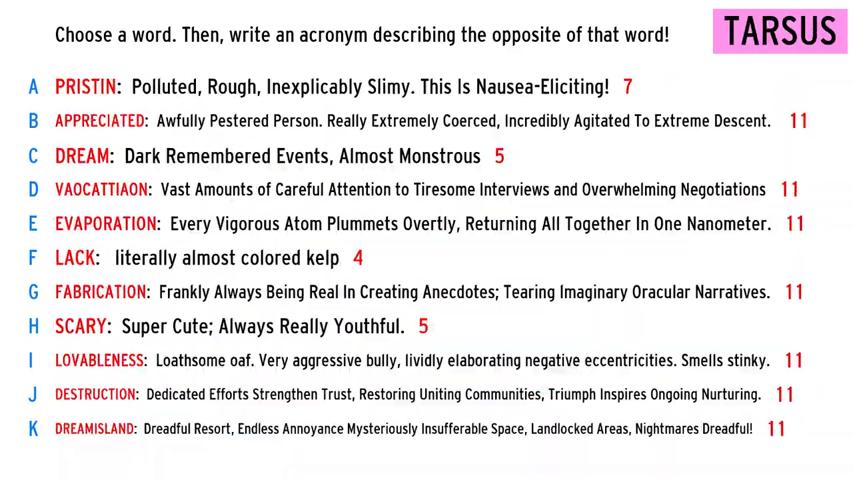 Choose a word. Then, write an acronym describing the opposite of that word!
TARSUS
A PRISTIN: Polluted, Rough, Inexplicably Slimy. This Is Nausea-Eliciting! 7
B APPRECIATED: Awfully Pestered Person. Really Extremely Coerced, Incredibly Agitated To Extreme Descent. 11
C DREAM: Dark Remembered Events, Almost Monstrous 5
D VAOCATTIAON: Vast Amounts of Careful Attention to Tiresome Interviews and Overwhelming Negotiations 11
E EVAPORATION: Every Vigorous Atom Plummets Overtly, Returning All Together In One Nanometer. 11
F LACK: literally almost colored kelp 4
G FABRICATION: Frankly Always Being Real In Creating Anecdotes; Tearing Imaginary Oracular Narratives. 11
H SCARY: Super Cute; Always Really Youthful. 5
I LOVABLENESS: Loathsome oaf. Very aggressive bully, lividly elaborating negative eccentricities. Smells stinky. 11
J DESTRUCTION: Dedicated Efforts Strengthen Trust, Restoring Uniting Communities, Triumph Inspires Ongoing Nurturing. 11
K DREAMISLAND: Dreadful Resort, Endless Annoyance Mysteriously Insufferable Space, Landlocked Areas, Nightmares Dreadful! 11